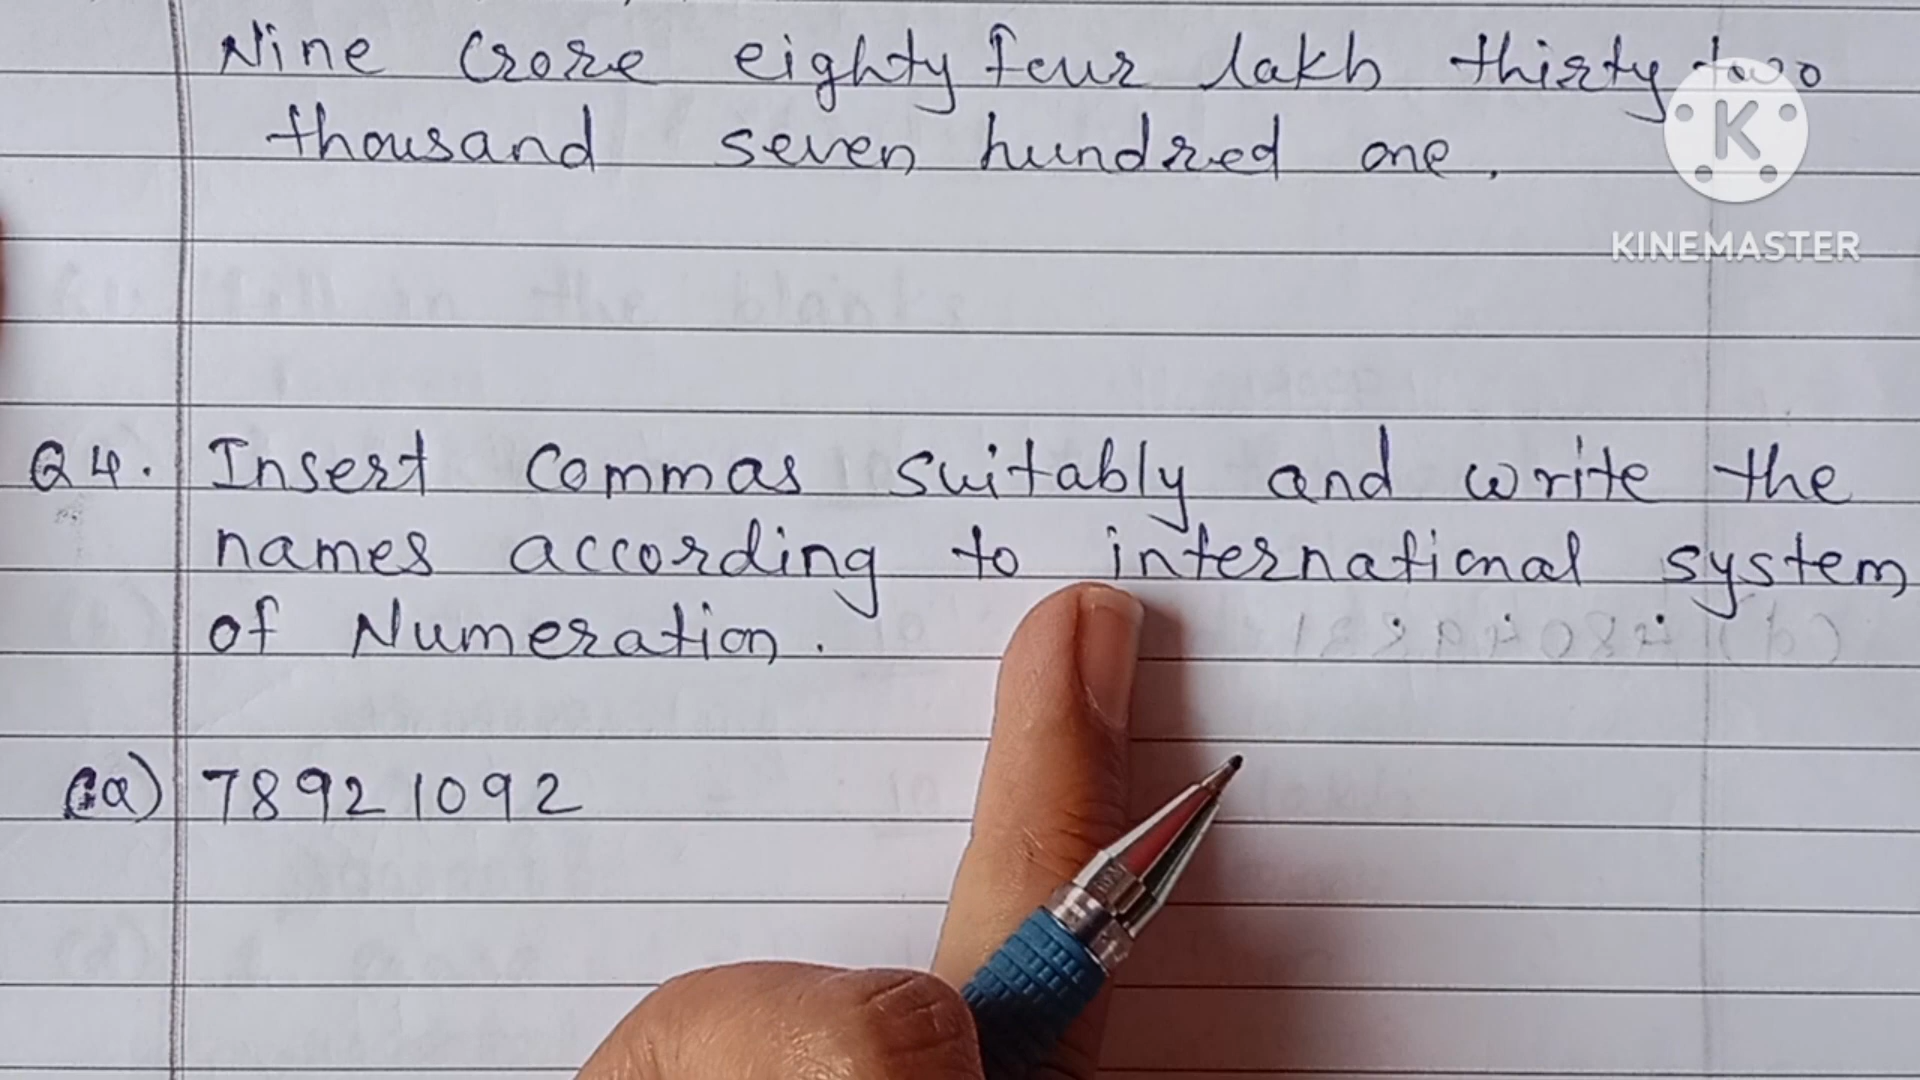 Nine Crore eighty four lakh thirty two
thousand seven hundred one.
K
KINEMASTER
Q4. Insert Commas suitably and write the
names according to international system
of Numeration.
(a) 78921092